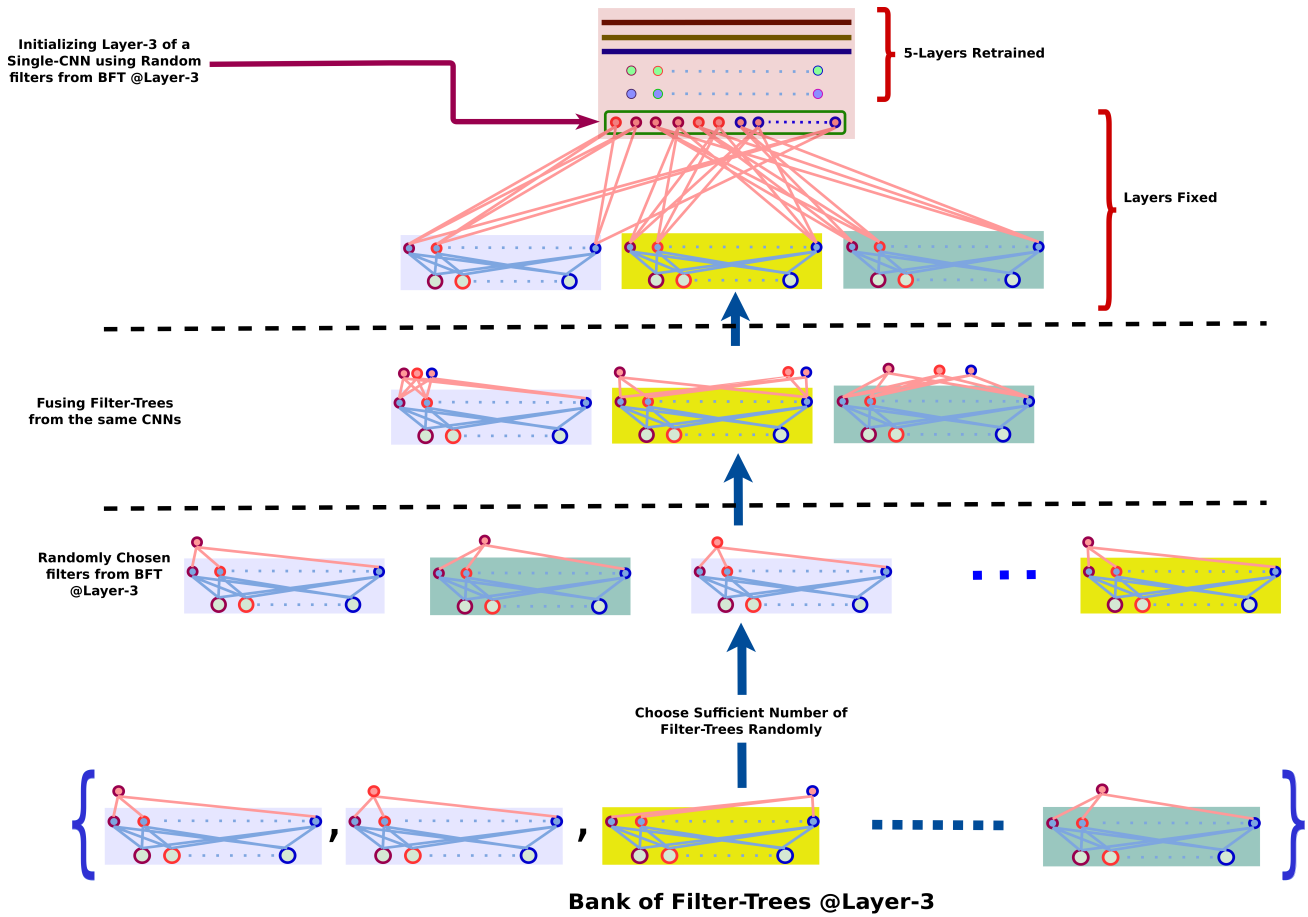 Initializing Layer-3 of a
Single-CNN using Random
filters from BFT @Layer-3
5-Layers Retrained
Layers Fixed
Fusing Filter-Trees
from the same CNNs
Randomly Chosen
filters from BFT
@Layer-3
Choose Sufficient Number of
Filter-Trees Randomly
{ , , }
Bank of Filter-Trees @Layer-3